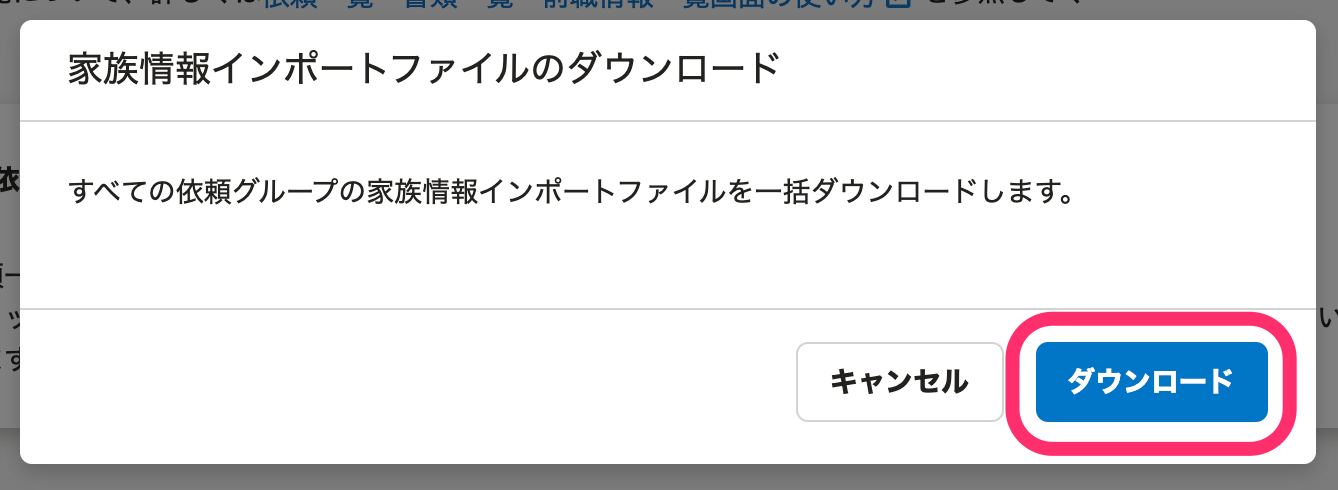 家族情報インポートファイルのダウンロード
すべての依頼グループの家族情報インポートファイルを一括ダウンロードします。
キャンセル
ダウンロード